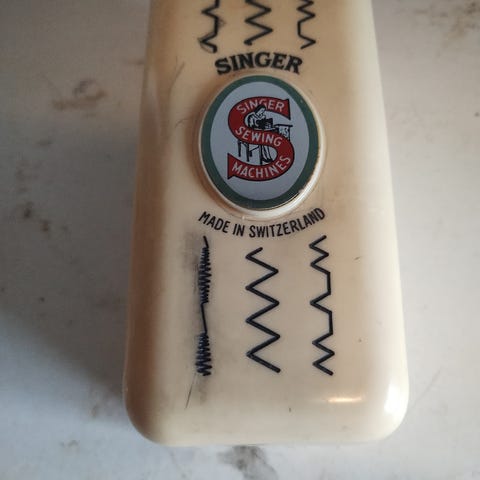 SINGER
SINGER
SEWING
MACHINES
MADE IN SWITZERLAND